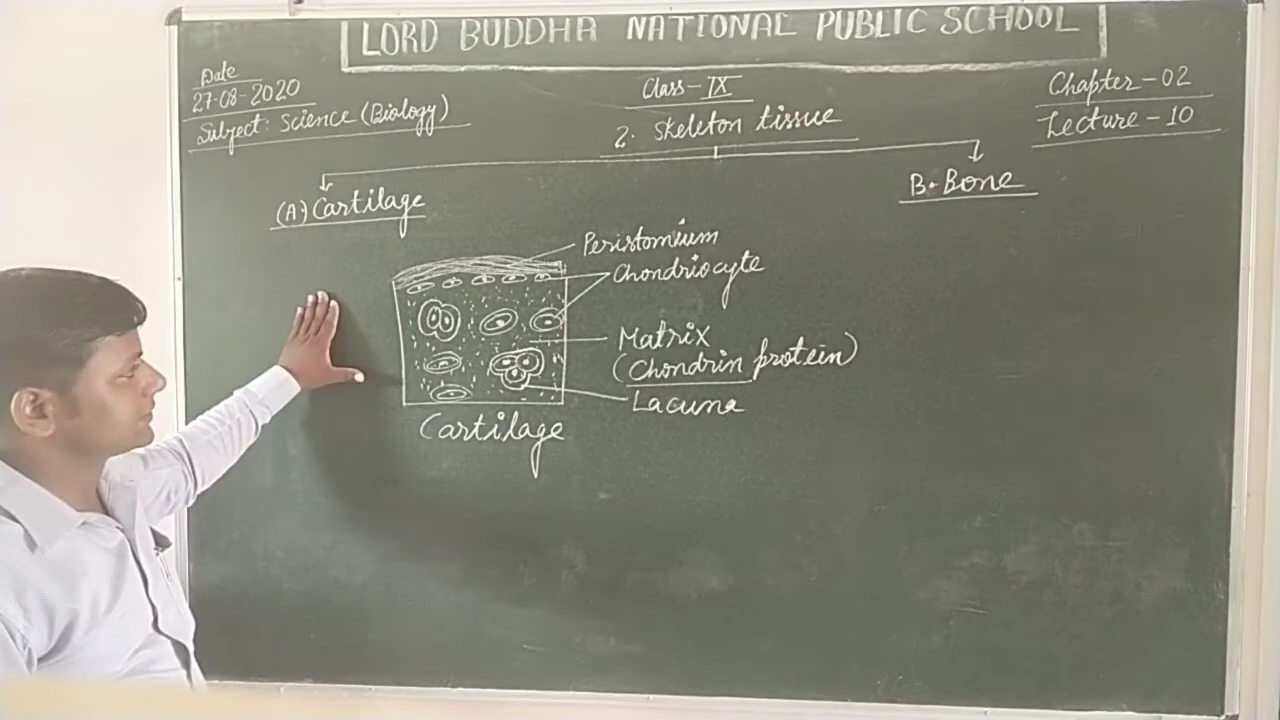 LORD BUDDHA NATIONAL PUBLIC SCHOOL
Date
27-08-2020
Subject: Science (Biology)
Class-IX
2. Skeleton tissue
Chapter-02
Lecture-10
(A) Cartilage
B. Bone
Peristomium
Chondriocyte
Matrix
(Chondrin protein)
Lacuna
Cartilage